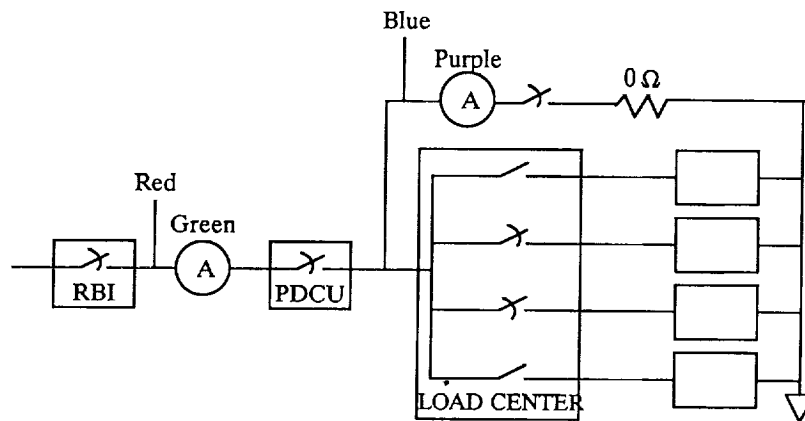 Blue
Purple
A
0 Ω
Red
Green
A
RBI
PDCU
LOAD CENTER